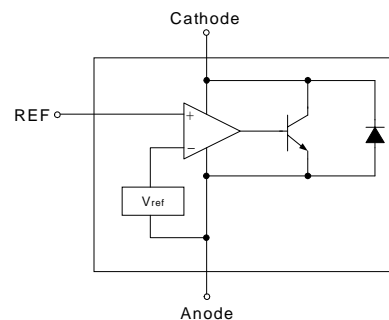 Cathode
REF
+
−
Vref
Anode